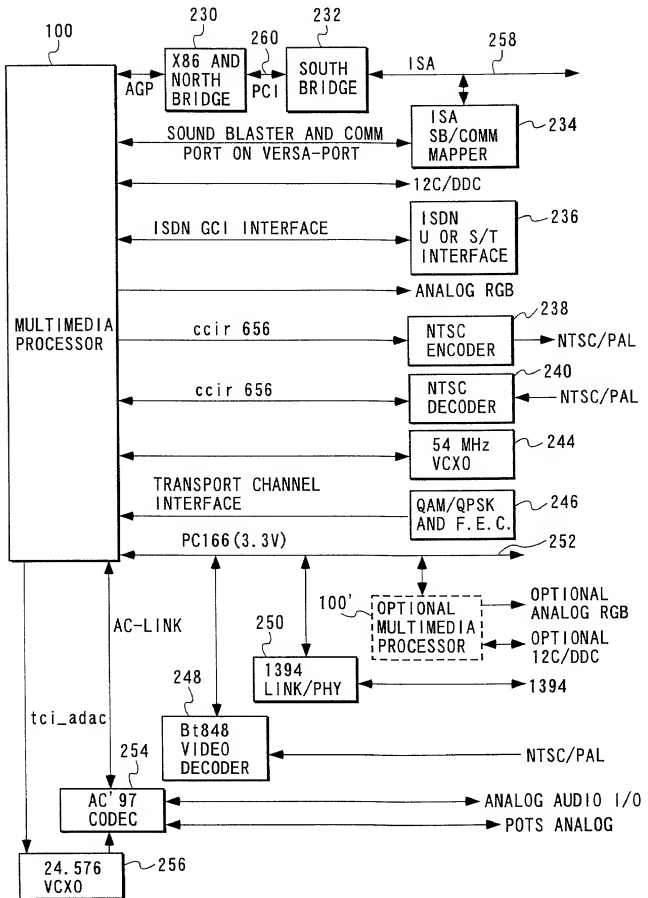 100
230
260
232
258
X86 AND
NORTH
BRIDGE
AGP
PCI
SOUTH
BRIDGE
ISA
ISA
SB/COMM
MAPPER
234
SOUND BLASTER AND COMM
PORT ON VERSA-PORT
12C/DDC
ISDN GCI INTERFACE
ISDN
U OR S/T
INTERFACE
236
ANALOG RGB
MULTIMEDIA
PROCESSOR
ccir 656
NTSC
ENCODER
238
NTSC/PAL
ccir 656
NTSC
DECODER
240
NTSC/PAL
54 MHz
VCXO
244
TRANSPORT CHANNEL
INTERFACE
QAM/QPSK
AND F.E.C.
246
PC166(3.3V)
252
100'
OPTIONAL
MULTIMEDIA
PROCESSOR
OPTIONAL
ANALOG RGB
OPTIONAL
12C/DDC
AC-LINK
250
1394
LINK/PHY
1394
tci_adac
248
Bt848
VIDEO
DECODER
NTSC/PAL
254
AC'97
CODEC
ANALOG AUDIO I/O
POTS ANALOG
24.576
VCXO
256